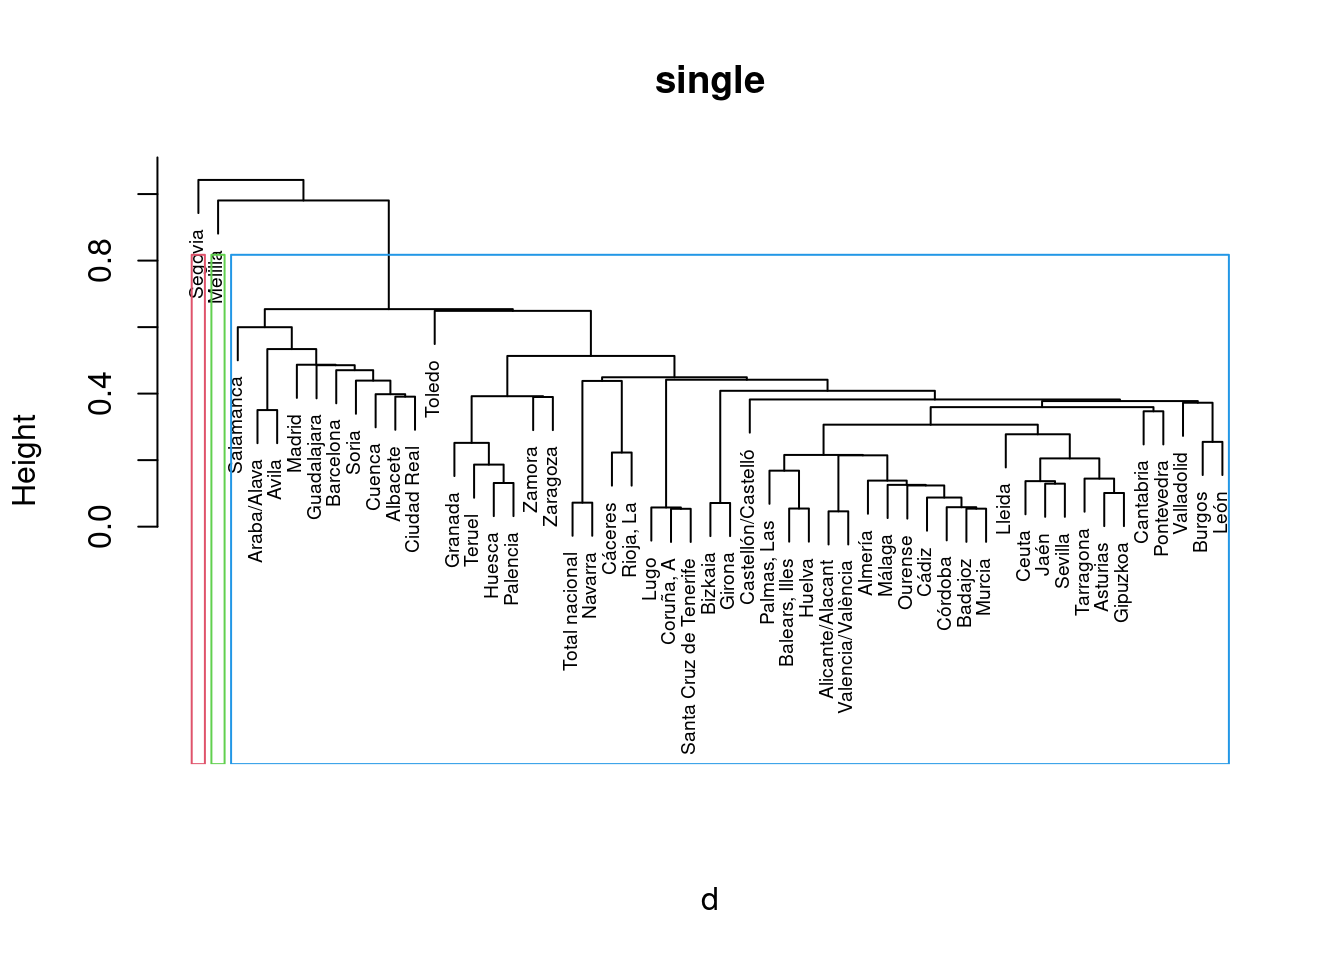 single
Height
0.0
0.4
0.8
Segovia
Melilla
Salamanca
Araba/Álava
Ávila
Madrid
Guadalajara
Barcelona
Soria
Cuenca
Albacete
Ciudad Real
Toledo
Granada
Teruel
Huesca
Palencia
Zamora
Zaragoza
Total nacional
Navarra
Cáceres
Rioja, La
Lugo
Coruña, A
Santa Cruz de Tenerife
Bizkaia
Girona
Castellón/Castelló
Palmas, Las
Balears, Illes
Huelva
Alicante/Alacant
Valencia/València
Almería
Málaga
Ourense
Cádiz
Córdoba
Badajoz
Murcia
Lleida
Ceuta
Jaén
Sevilla
Tarragona
Asturias
Gipuzkoa
Cantabria
Pontevedra
Valladolid
Burgos
León
d